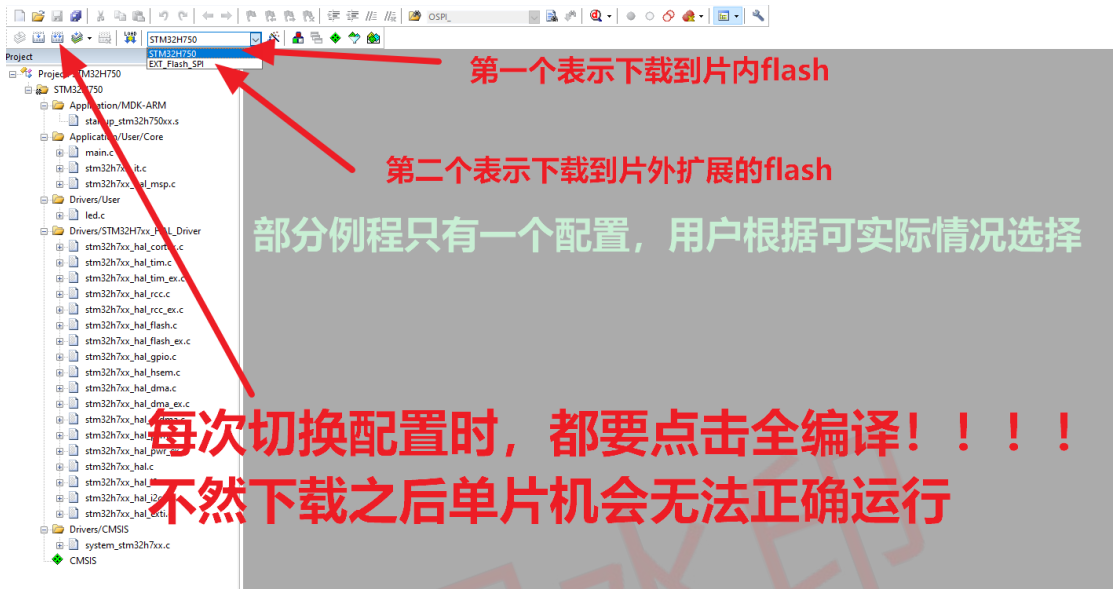 OSPI_
STM32H750
STM32H750
EXT_Flash_SPI
Project
第一个表示下载到片内flash
STM32H750
Application/MDK-ARM
startup_stm32h750xx.s
Application/User/Core
main.c
第二个表示下载到片外扩展的flash
Drivers/User
led.c
Drivers/STM32H7xx_HAL_Driver
部分例程只有一个配置，用户根据可实际情况选择
stm32h7xx_hal_tim.c
stm32h7xx_hal_tim_ex.c
stm32h7xx_hal_rcc.c
stm32h7xx_hal_rcc_ex.c
stm32h7xx_hal_flash.c
stm32h7xx_hal_flash_ex.c
stm32h7xx_hal_gpio.c
stm32h7xx_hal_hsem.c
stm32h7xx_hal_dma.c
stm32h7xx_hal_dma_ex.c
每次切换配置时，都要点击全编译！！！！
stm32h7xx_hal.c
不然下载之后单片机会无法正确运行
Drivers/CMSIS
system_stm32h7xx.c
CMSIS